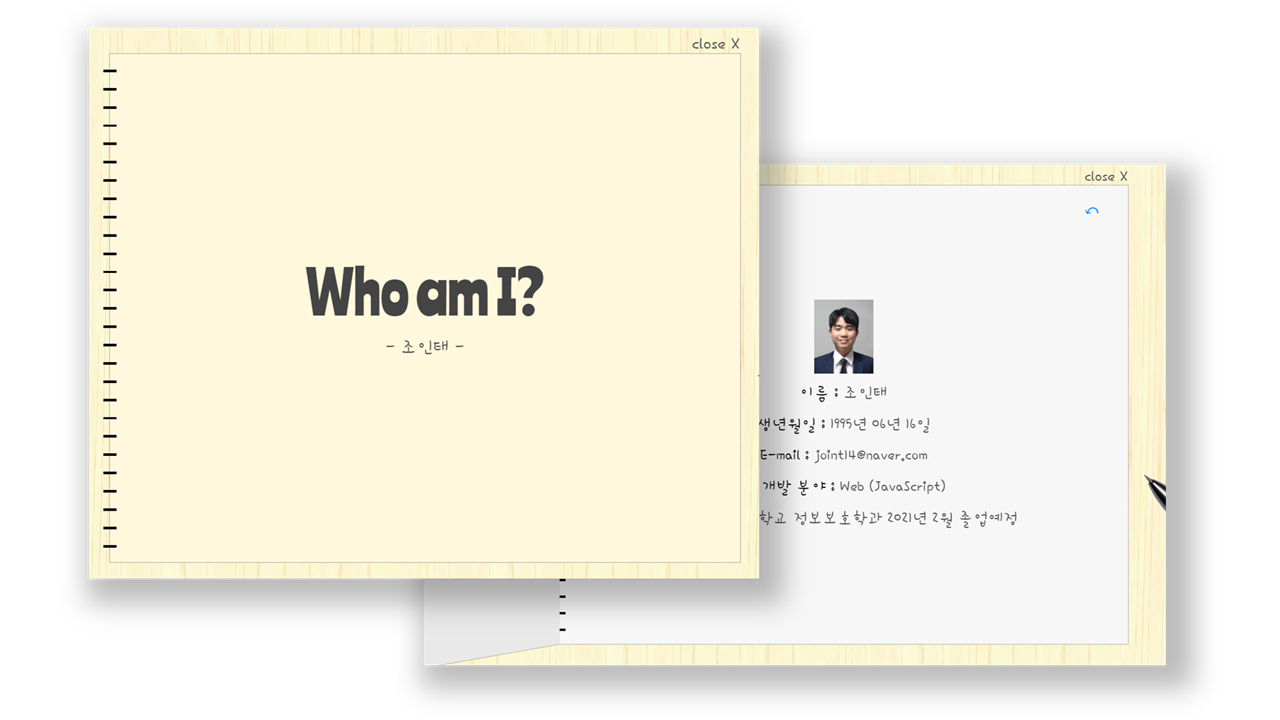 close X
Who am I?
- 조인태 -
close X
이름 : 조인태
생년월일 : 1995년 06년 16일
E-mail : joint14@naver.com
개발 분야 : Web (JavaScript)
학교 정보보호학과 2021년 2월 졸업예정